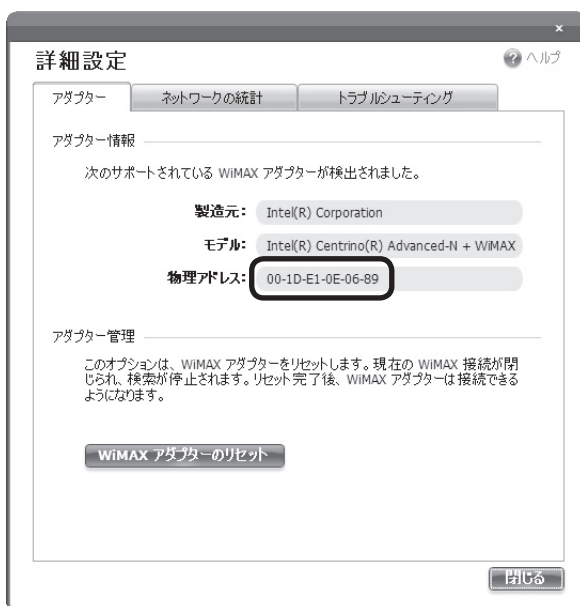 ×
詳細設定
ヘルプ
アダプター ネットワークの統計 トラブルシューティング
アダプター情報
次のサポートされている WiMAX アダプターが検出されました。
製造元： Intel(R) Corporation
モデル： Intel(R) Centrino(R) Advanced-N + WiMAX
物理アドレス： 00-1D-E1-0E-06-89
アダプター管理
このオプションは、WiMAX アダプターをリセットします。現在の WiMAX 接続が閉
じられ、検索が停止されます。リセット完了後、WiMAX アダプターは接続できる
ようになります。
WiMAX アダプターのリセット
閉じる